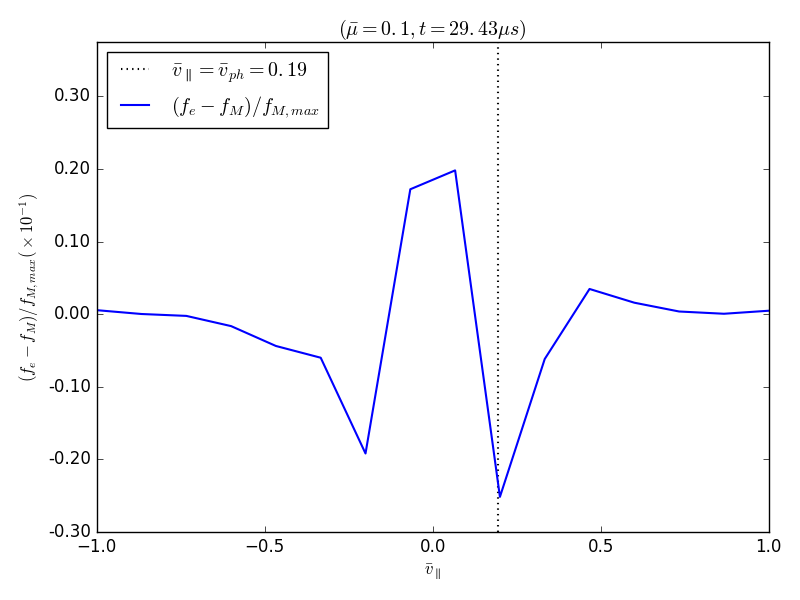 (μ̄ = 0.1, t = 29.43μs)
v̄∥ = v̄ph = 0.19
(fe − fM)/fM,max
(fe − fM)/fM,max(×10⁻¹)
0.30
0.20
0.10
0.00
-0.10
-0.20
-0.30
−1.0 −0.5 0.0 0.5 1.0
v̄∥